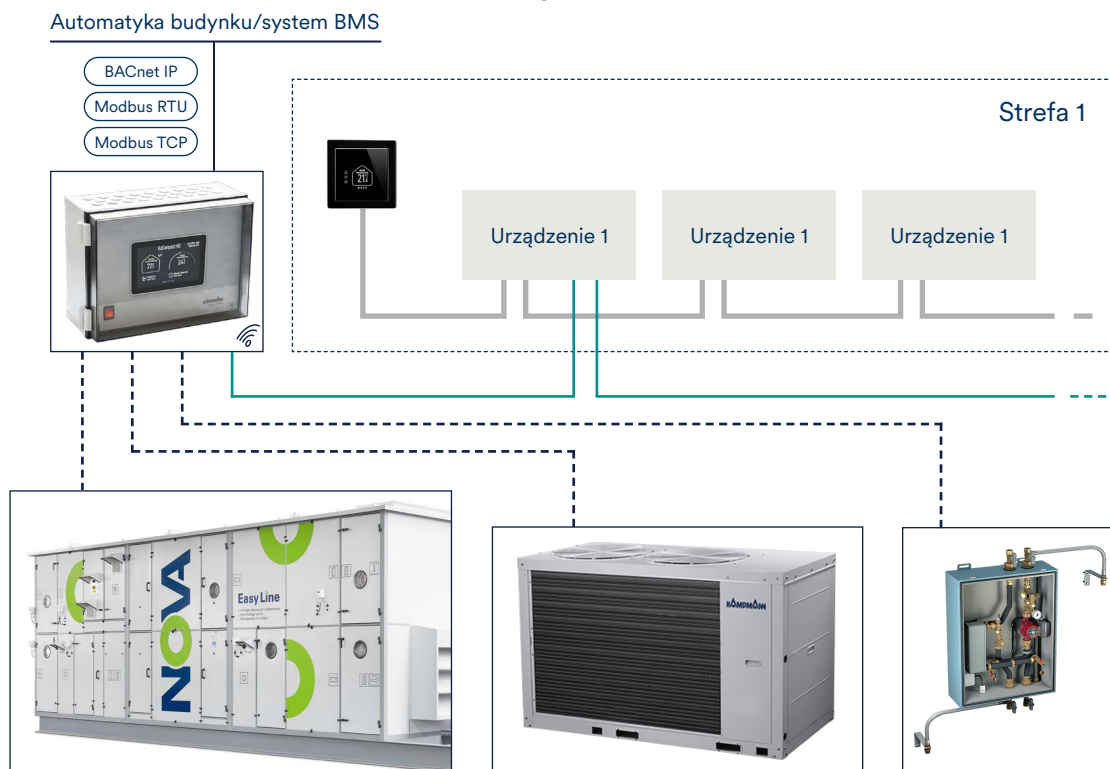 Automatyka budynku/system BMS
BACnet IP
Modbus RTU
Modbus TCP
Strefa 1
Urządzenie 1
Urządzenie 1
Urządzenie 1
NOVA
Easy Line
KAMPMANN